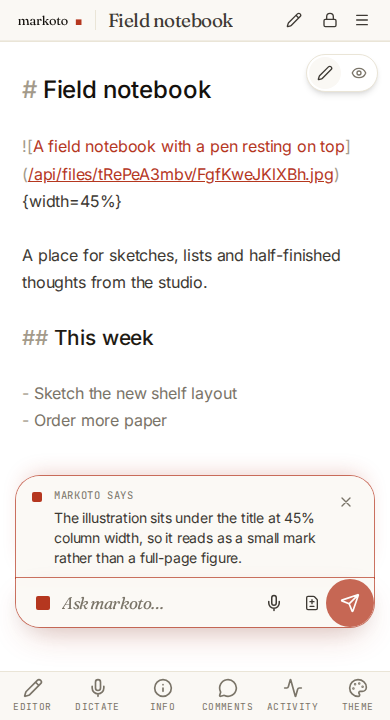 markoto
Field notebook
# Field notebook
![A field notebook with a pen resting on top]
(/api/files/tRePeA3mbv/FgfKweJKlXBh.jpg)
{width=45%}
A place for sketches, lists and half-finished
thoughts from the studio.
## This week
- Sketch the new shelf layout
- Order more paper
MARKOTO SAYS
The illustration sits under the title at 45%
column width, so it reads as a small mark
rather than a full-page figure.
Ask markoto...
EDITOR
DICTATE
INFO
COMMENTS
ACTIVITY
THEME